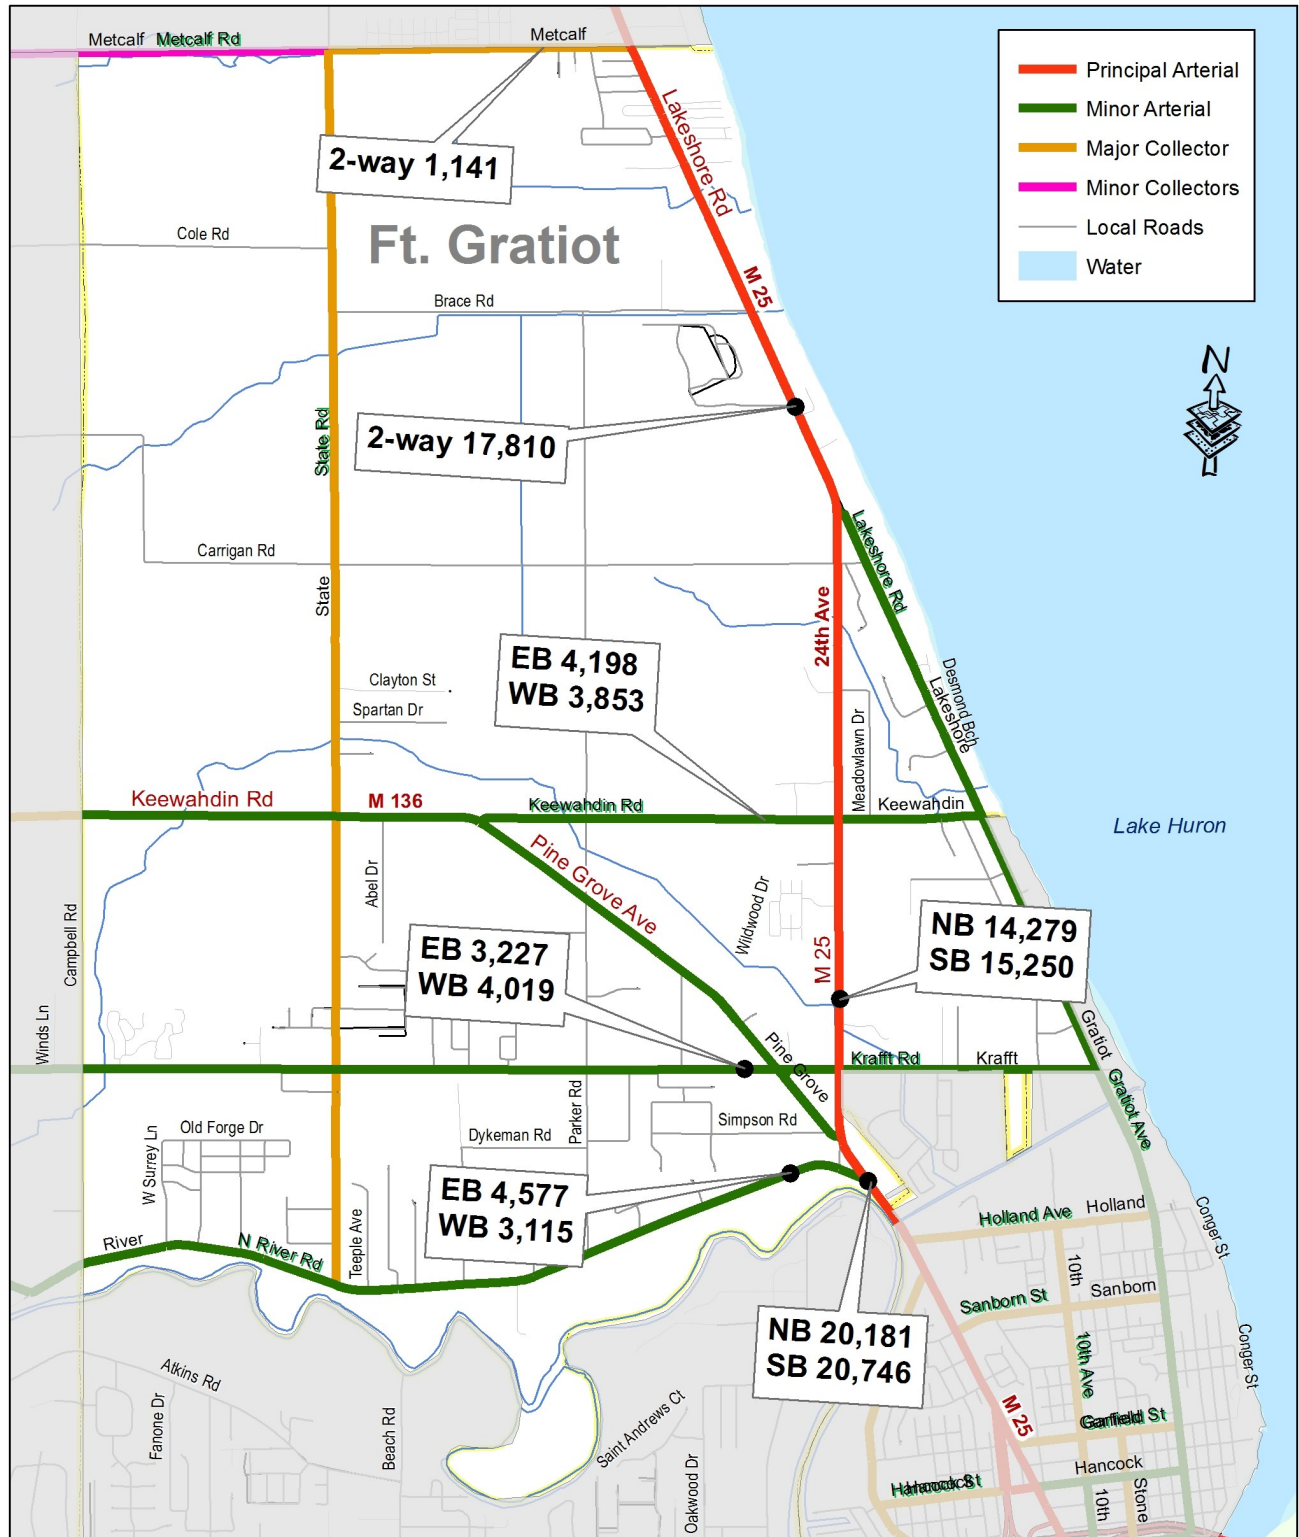 Metcalf Metcalf Rd
Metcalf
Principal Arterial
Minor Arterial
Major Collector
Minor Collectors
Local Roads
Water
Lakeshore Rd
2-way 1,141
Cole Rd
Ft. Gratiot
M 25
Brace Rd
N
State Rd
2-way 17,810
Lakeshore Rd
Carrigan Rd
State
24th Ave
EB 4,198
WB 3,853
Desmond Bch
Lakeshore
Clayton St
Spartan Dr
Meadowlawn Dr
Keewahdin Rd
M 136
Keewahdin Rd
Keewahdin
Lake Huron
Pine Grove Ave
Abel Dr
Wildwood Dr
Campbell Rd
NB 14,279
SB 15,250
M 25
EB 3,227
WB 4,019
Winds Ln
Gratiot
Pine Grove
Krafft Rd
Krafft
Gratiot Ave
Parker Rd
Simpson Rd
Old Forge Dr
Dykeman Rd
W Surrey Ln
EB 4,577
WB 3,115
Teeple Ave
River
N River Rd
Holland Ave
Holland
Conger St
10th
Sanborn St
Sanborn
NB 20,181
SB 20,746
Conger St
10th Ave
Atkins Rd
Fanone Dr
Beach Rd
Saint Andrews Ct
M 25
Garfield St
Garfield
Oakwood Dr
Hancock
Hancock St
Hancock
10th
Stone